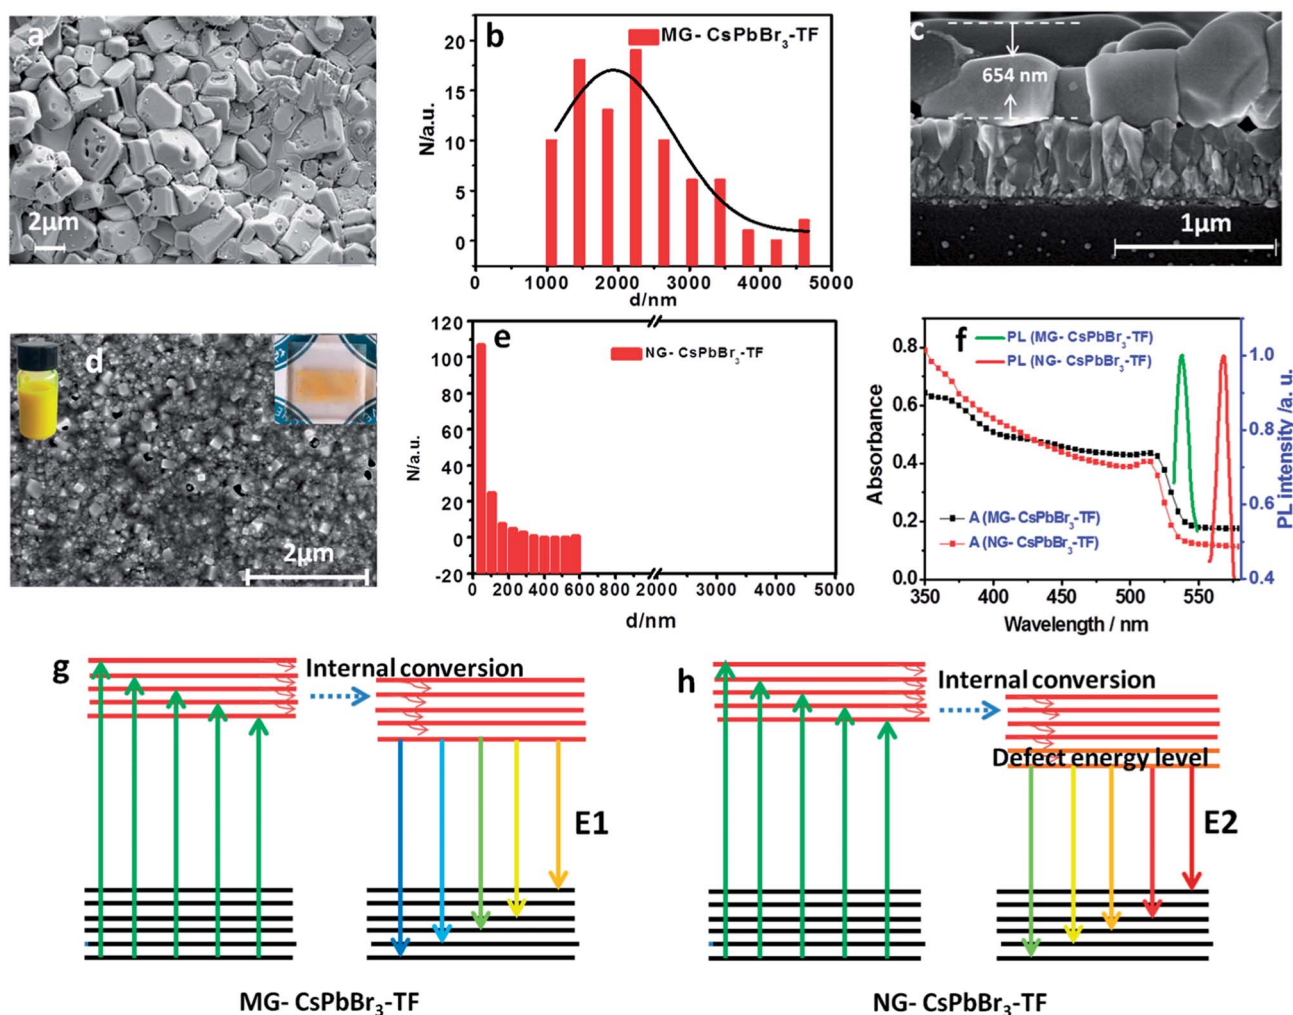 a
2μm
b
MG- CsPbBr3-TF
N/a.u.
20
15
10
5
0
0 1000 2000 3000 4000 5000
d/nm
c
654 nm
1μm
d
2μm
e
NG- CsPbBr3-TF
N/a.u.
120
100
80
60
40
20
0
-20
0 200 400 600 800 2000 3000 4000 5000
d/nm
f
PL (MG- CsPbBr3-TF)
PL (NG- CsPbBr3-TF)
A (MG- CsPbBr3-TF)
A (NG- CsPbBr3-TF)
Absorbance
0.8
0.6
0.4
0.2
0.0
350 400 450 500 550
Wavelength / nm
1.0
0.8
0.6
0.4
PL intensity /a. u.
g
Internal conversion
E1
MG- CsPbBr3-TF
h
Internal conversion
Defect energy level
E2
NG- CsPbBr3-TF